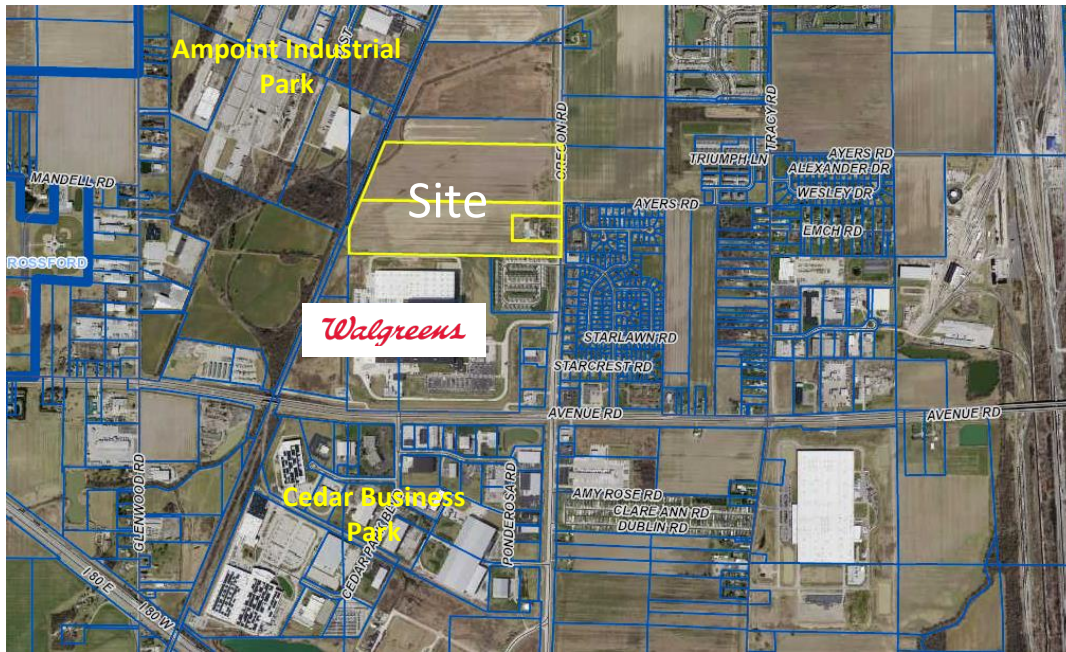 Ampoint Industrial
Park
OREGON RD
TRACY RD
TRIUMPH LN
AYERS RD
ALEXANDER DR
MANDELL RD
Site
WESLEY DR
AYERS RD
EMCH RD
ROSSFORD
Walgreens
STARLAWN RD
STARCREST RD
AVENUE RD
AVENUE RD
GLENWOOD RD
Cedar Business
Park
CEDAR PARK BL
PONDEROSA RD
AMY ROSE RD
CLARE ANN RD
DUBLIN RD
I 80 E
I 80 W